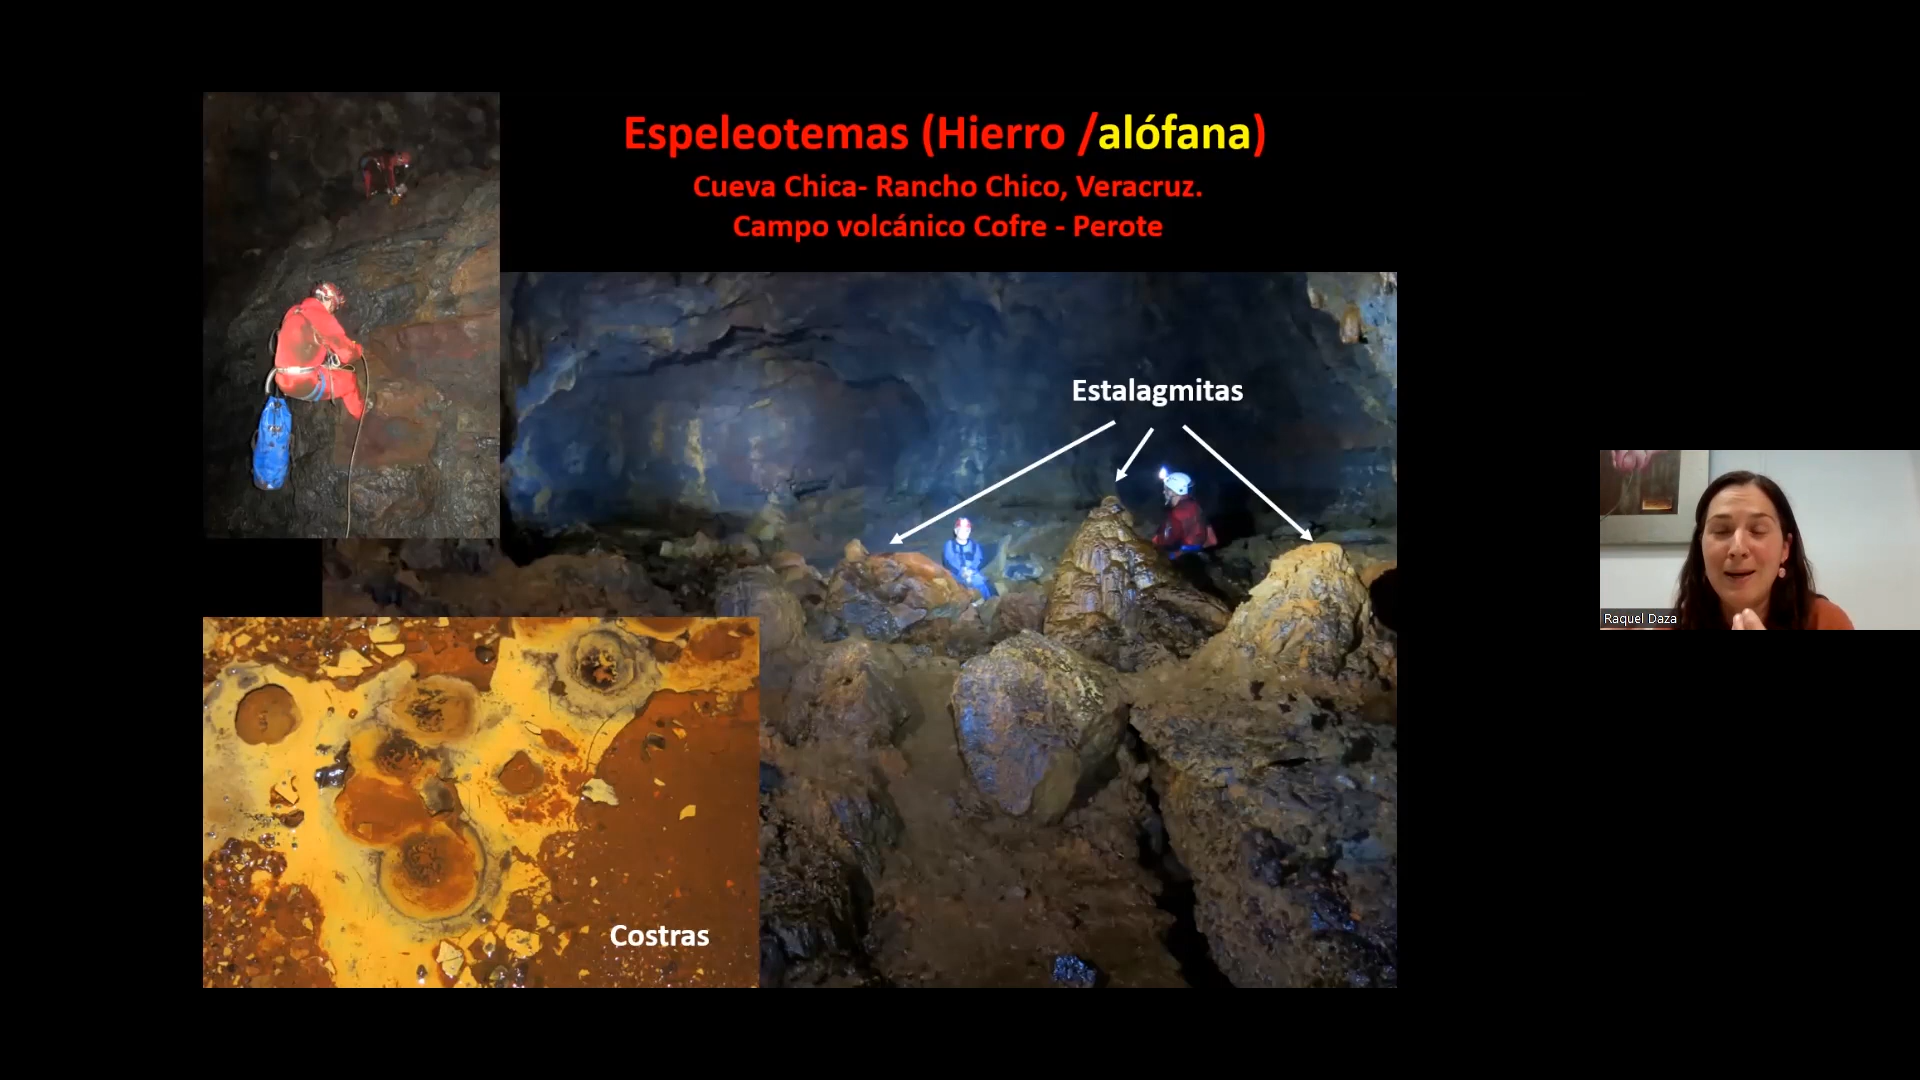 Espeleotemas (Hierro /alófana)
Cueva Chica- Rancho Chico, Veracruz.
Campo volcánico Cofre - Perote
Estalagmitas
Raquel Daza
Costras